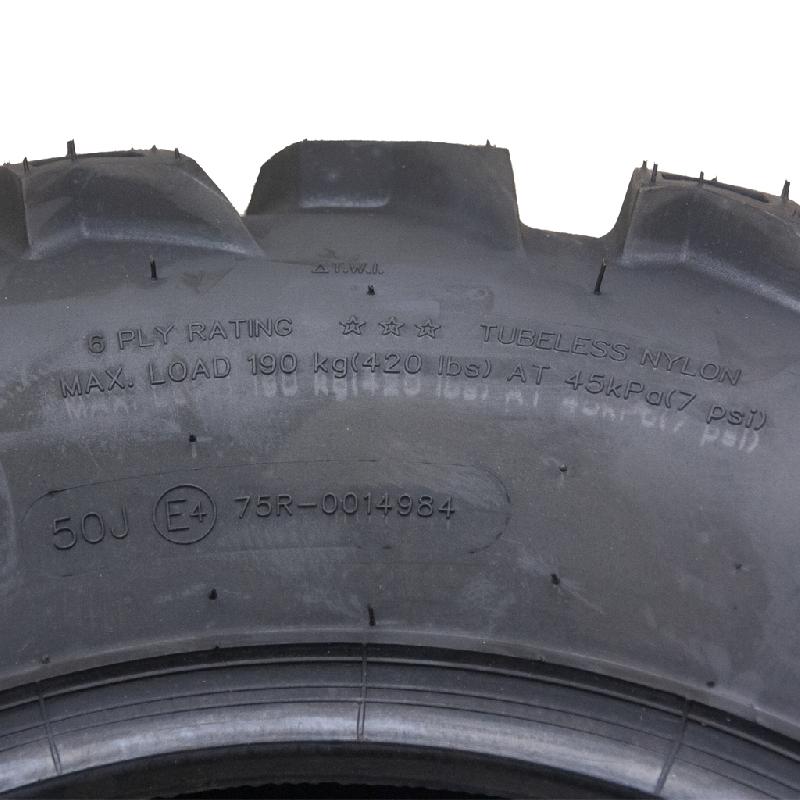 △T.W.I.
6 PLY RATING ☆☆☆ TUBELESS NYLON
MAX. LOAD 190 kg(420 lbs) AT 45kPa(7 psi)
50J E4 75R-0014984